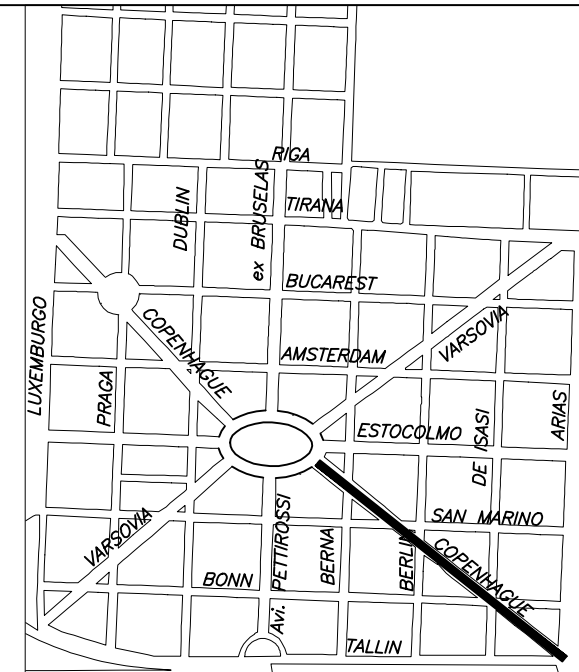 RIGA
ex BRUSELAS
TIRANA
DUBLIN
BUCAREST
LUXEMBURGO
COPENHAGUE
VARSOVIA
AMSTERDAM
PRAGA
ARIAS
ESTOCOLMO
DE ISASI
VARSOVIA
Avi. PETTIROSSI
BERNA
BERLIN
SAN MARINO
COPENHAGUE
BONN
TALLIN